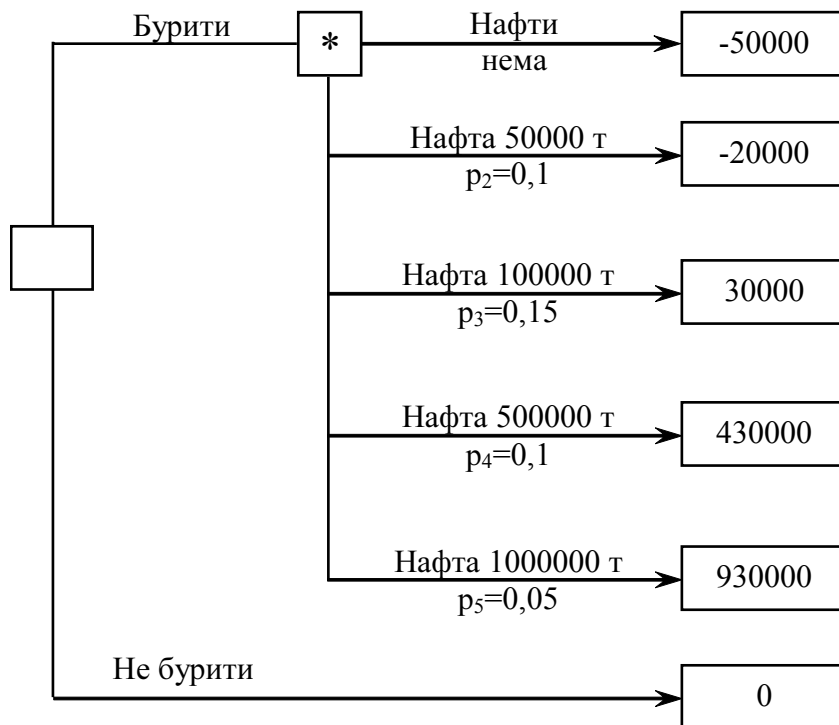 Бурити
*
Нафти
нема
-50000
Нафта 50000 т
p₂=0,1
-20000
Нафта 100000 т
p₃=0,15
30000
Нафта 500000 т
p₄=0,1
430000
Нафта 1000000 т
p₅=0,05
930000
Не бурити
0